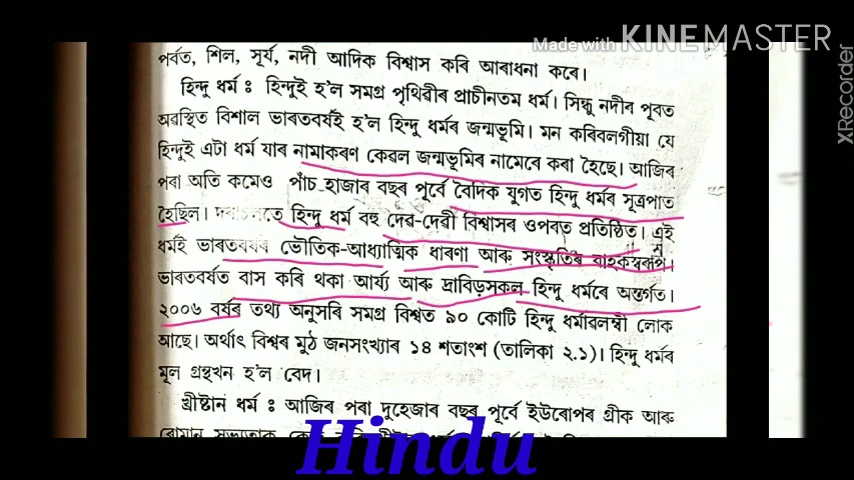 Made with KINEMASTER
XRecorder
পৰ্বত, শিল, সূৰ্য, নদী আদিক বিশ্বাস কৰি আৰাধনা কৰে।
হিন্দু ধৰ্ম : হিন্দুই হ'ল সমগ্ৰ পৃথিৱীৰ প্ৰাচীনতম ধৰ্ম। সিন্ধু নদীৰ পূবত
অৱস্থিত বিশাল ভাৰতবৰ্ষই হ'ল হিন্দু ধৰ্মৰ জন্মভূমি। মন কৰিবলগীয়া যে
হিন্দুই এটা ধৰ্ম যাৰ নামাকৰণ কেৱল জন্মভূমিৰ নামেৰে কৰা হৈছে। আজিৰ
পৰা অতি কমেও পাঁচ হাজাৰ বছৰ পূৰ্বে বৈদিক যুগত হিন্দু ধৰ্মৰ সূত্ৰপাত
হৈছিল। হিন্দু ধৰ্ম বহু দেৱ-দেৱী বিশ্বাসৰ ওপৰত প্ৰতিষ্ঠিত। এই
ধৰ্মই ভাৰতবৰ্ষৰ ভৌতিক-আধ্যাত্মিক ধাৰণা আৰু সংস্কৃতিৰ বাহকস্বৰূপ।
ভাৰতবৰ্ষত বাস কৰি থকা আৰ্য্য আৰু দ্ৰাবিড়সকল হিন্দু ধৰ্মৰে অন্তৰ্গত।
২০০৬ বৰ্ষৰ তথ্য অনুসৰি সমগ্ৰ বিশ্বত ৯০ কোটি হিন্দু ধৰ্মাৱলম্বী লোক
আছে। অৰ্থাৎ বিশ্বৰ মুঠ জনসংখ্যাৰ ১৪ শতাংশ (তালিকা ২.১)। হিন্দু ধৰ্মৰ
মূল গ্ৰন্থখন হ'ল বেদ।
খ্ৰীষ্টান ধৰ্ম : আজিৰ পৰা দুহেজাৰ বছৰ পূৰ্বে ইউৰোপৰ গ্ৰীক আৰু
Hindu